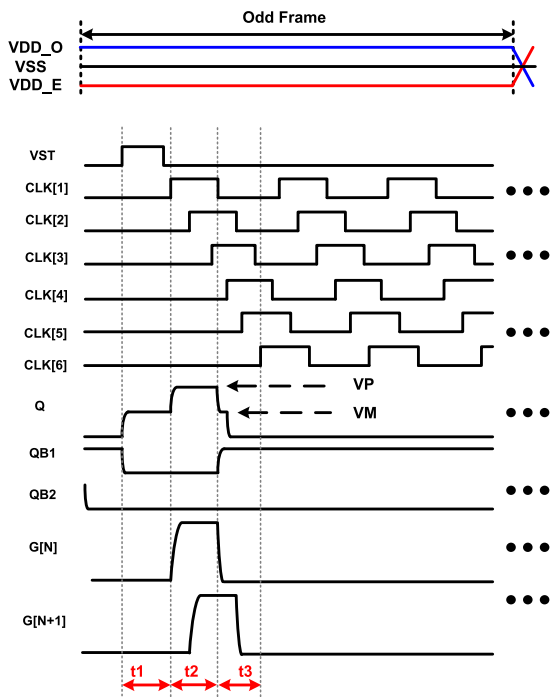 Odd Frame
VDD_O
VSS
VDD_E
VST
CLK[1]
CLK[2]
CLK[3]
CLK[4]
CLK[5]
CLK[6]
VP
Q
VM
QB1
QB2
G[N]
G[N+1]
t1 t2 t3